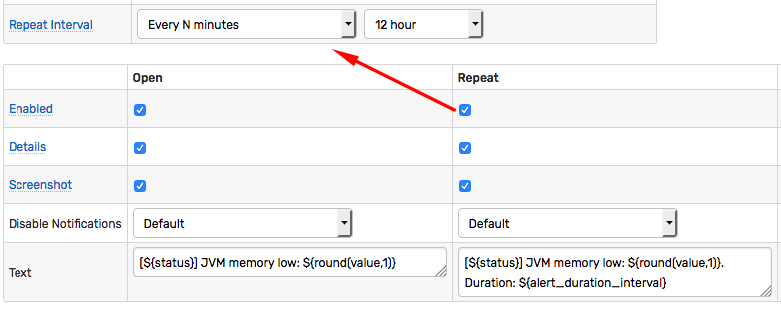 Repeat Interval Every N minutes 12 hour
Open Repeat
Enabled
Details
Screenshot
Disable Notifications Default Default
Text [${status}] JVM memory low: ${round(value,1)} [${status}] JVM memory low: ${round(value,1)}.
Duration: ${alert_duration_interval}